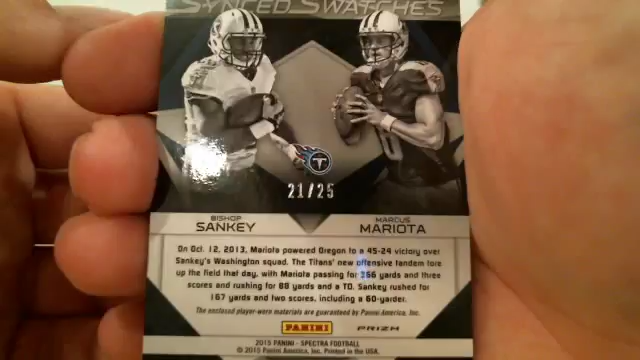 SYNCED SWATCHES
21/25
BISHOP SANKEY
MARCUS MARIOTA
On Oct. 12, 2013, Mariota powered Oregon to a 45-24 victory over
Sankey's Washington squad. The Titans' new offensive tandem tore
up the field that day, with Mariota passing for 366 yards and three
scores and rushing for 88 yards and a TD. Sankey rushed for
167 yards and two scores, including a 60-yarder.
The enclosed player-worn materials are guaranteed by Panini America, Inc.
PANINI PRIZM
2015 PANINI - SPECTRA FOOTBALL
© 2015 Panini America, Inc. Printed in the USA.